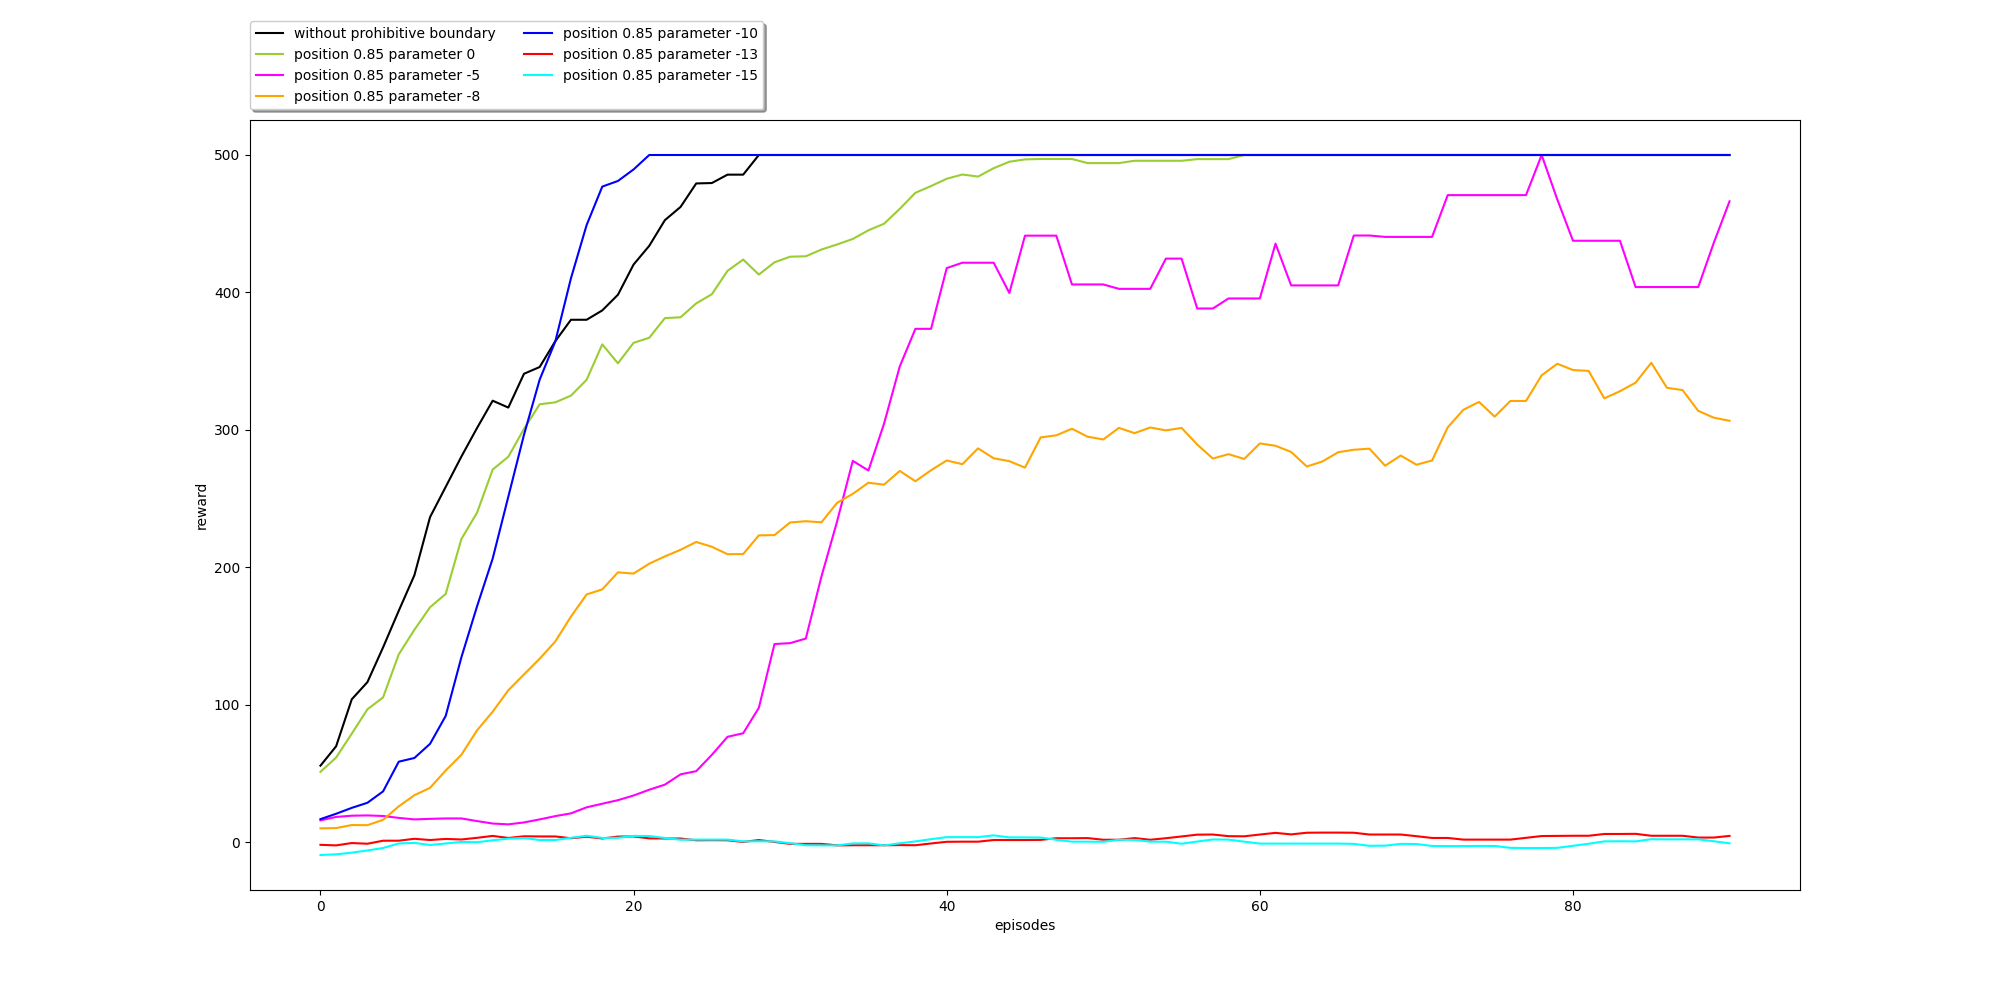 without prohibitive boundary
position 0.85 parameter 0
position 0.85 parameter -5
position 0.85 parameter -8
position 0.85 parameter -10
position 0.85 parameter -13
position 0.85 parameter -15
500
400
300
200
100
0
reward
0 20 40 60 80
episodes